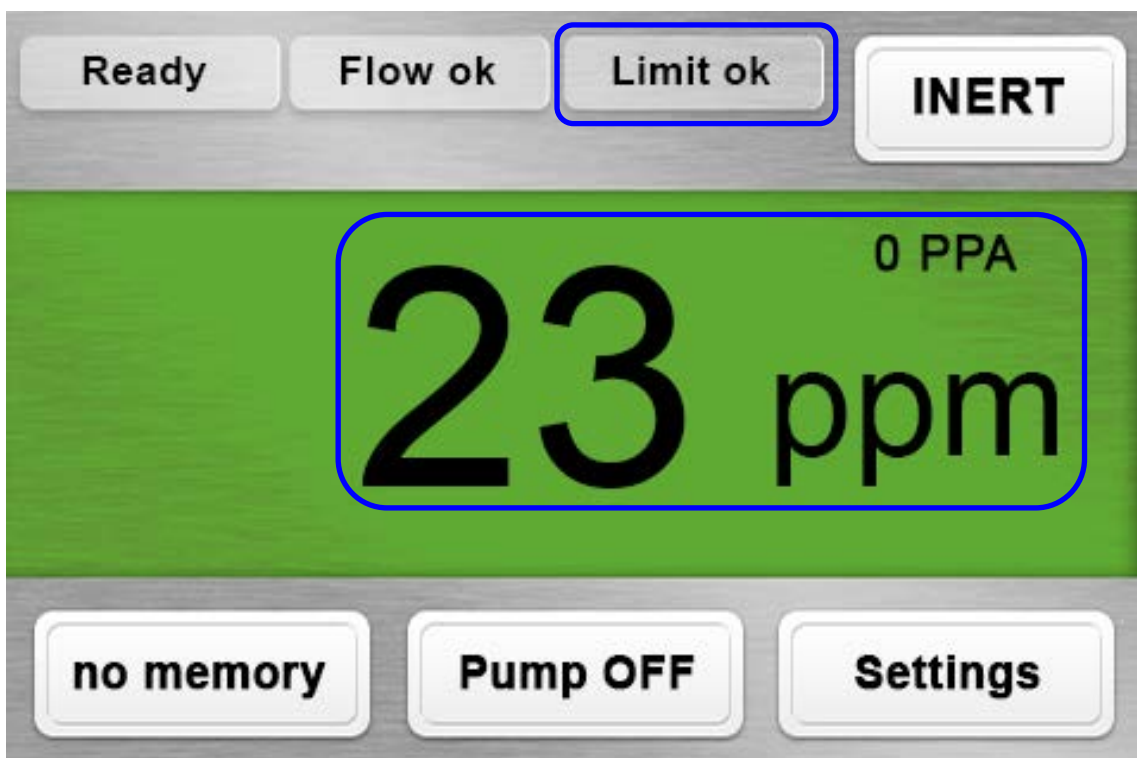 Ready Flow ok Limit ok INERT
0 PPA
23 ppm
no memory Pump OFF Settings